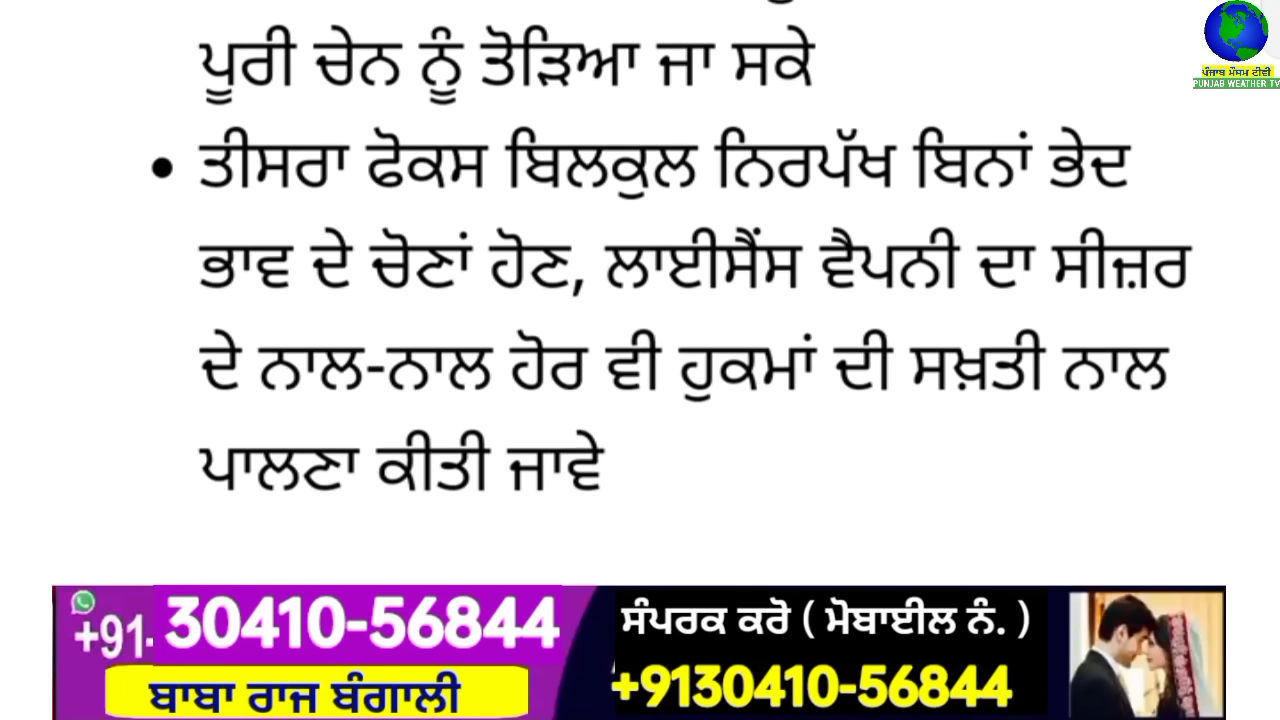 ਪੂਰੀ ਚੇਨ ਨੂੰ ਤੋੜਿਆ ਜਾ ਸਕੇ
• ਤੀਸਰਾ ਫੋਕਸ ਬਿਲਕੁਲ ਨਿਰਪੱਖ ਬਿਨਾਂ ਭੇਦ
ਭਾਵ ਦੇ ਚੋਣਾਂ ਹੋਣ, ਲਾਈਸੈਂਸ ਵੈਪਨੀ ਦਾ ਸੀਜ਼ਰ
ਦੇ ਨਾਲ-ਨਾਲ ਹੋਰ ਵੀ ਹੁਕਮਾਂ ਦੀ ਸਖ਼ਤੀ ਨਾਲ
ਪਾਲਣਾ ਕੀਤੀ ਜਾਵੇ
ਪੰਜਾਬ ਮੌਸਮ ਟੀਵੀ
PUNJAB WEATHER TV
+91- 30410-56844
ਬਾਬਾ ਰਾਜ ਬੰਗਾਲੀ
ਸੰਪਰਕ ਕਰੋ ( ਮੋਬਾਈਲ ਨੰ. )
+9130410-56844